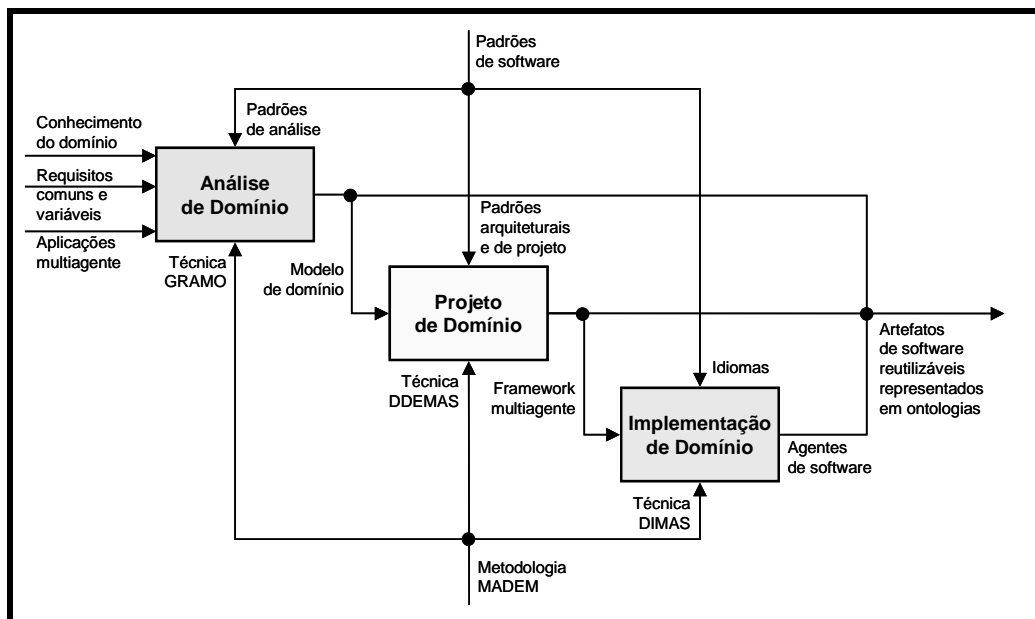 Padrões
de software
Padrões
de análise
Conhecimento
do domínio
Requisitos
comuns e
variáveis
Aplicações
multiagente
Análise
de Domínio
Técnica
GRAMO
Modelo
de domínio
Padrões
arquiteturais
e de projeto
Projeto
de Domínio
Técnica
DDEMAS
Framework
multiagente
Idiomas
Implementação
de Domínio
Agentes
de software
Artefatos
de software
reutilizáveis
representados
em ontologias
Técnica
DIMAS
Metodologia
MADEM